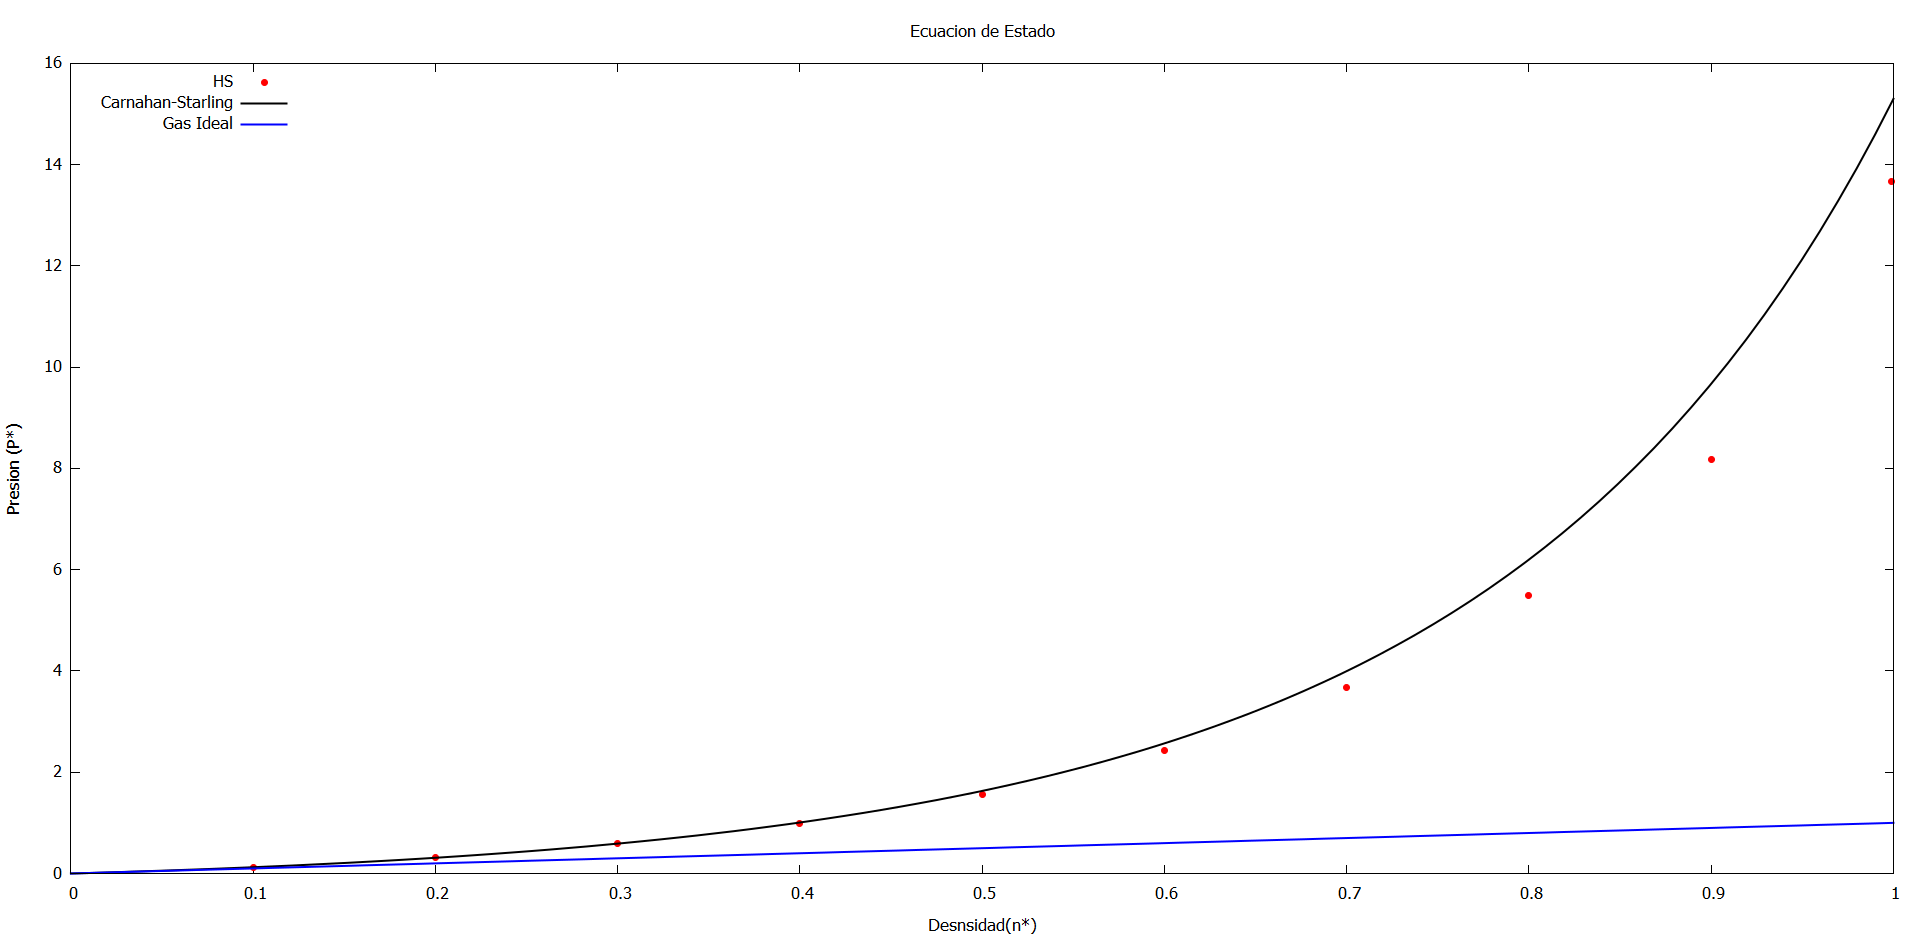 Ecuacion de Estado
HS
Carnahan-Starling
Gas Ideal
16
14
12
10
8
6
4
2
0
Presion (P*)
0 0.1 0.2 0.3 0.4 0.5 0.6 0.7 0.8 0.9 1
Desnsidad(n*)